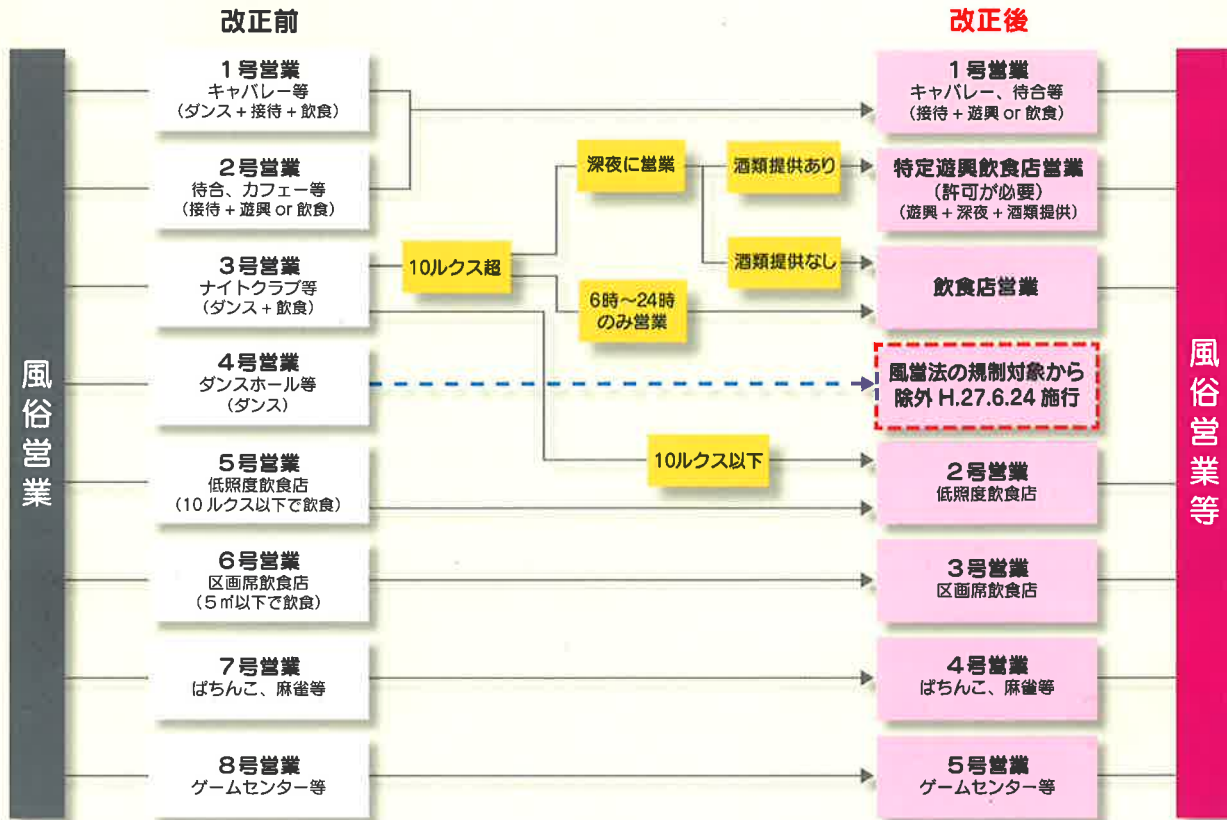 改正前
改正後
風俗営業
1号営業
キャバレー等
(ダンス+接待+飲食)
2号営業
待合、カフェー等
(接待+遊興 or 飲食)
3号営業
ナイトクラブ等
(ダンス+飲食)
4号営業
ダンスホール等
(ダンス)
5号営業
低照度飲食店
(10 ルクス以下で飲食)
6号営業
区画席飲食店
(5㎡以下で飲食)
7号営業
ぱちんこ、麻雀等
8号営業
ゲームセンター等
10ルクス超
深夜に営業
酒類提供あり
酒類提供なし
6時~24時
のみ営業
10ルクス以下
1号営業
キャバレー、待合等
(接待+遊興 or 飲食)
特定遊興飲食店営業
(許可が必要)
(遊興+深夜+酒類提供)
飲食店営業
風営法の規制対象から
除外 H.27.6.24 施行
2号営業
低照度飲食店
3号営業
区画席飲食店
4号営業
ぱちんこ、麻雀等
5号営業
ゲームセンター等
風俗営業等